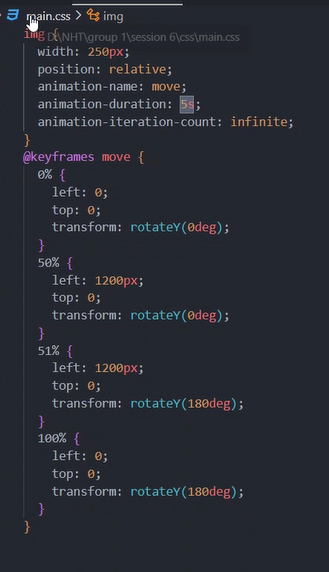 main.css > img
img {
D:\NHT\group 1\session 6\css\main.css
width: 250px;
position: relative;
animation-name: move;
animation-duration: 5s;
animation-iteration-count: infinite;
}
@keyframes move {
0% {
left: 0;
top: 0;
transform: rotateY(0deg);
}
50% {
left: 1200px;
top: 0;
transform: rotateY(0deg);
}
51% {
left: 1200px;
top: 0;
transform: rotateY(180deg);
}
100% {
left: 0;
top: 0;
transform: rotateY(180deg);
}
}